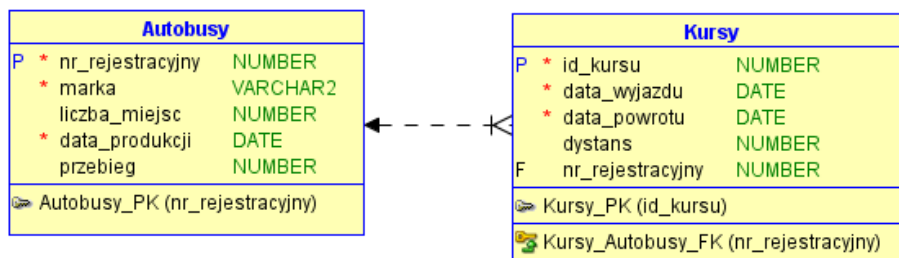 Autobusy
P * nr_rejestracyjny NUMBER
* marka VARCHAR2
liczba_miejsc NUMBER
* data_produkcji DATE
przebieg NUMBER
Autobusy_PK (nr_rejestracyjny)
Kursy
P * id_kursu NUMBER
* data_wyjazdu DATE
* data_powrotu DATE
dystans NUMBER
F nr_rejestracyjny NUMBER
Kursy_PK (id_kursu)
Kursy_Autobusy_FK (nr_rejestracyjny)